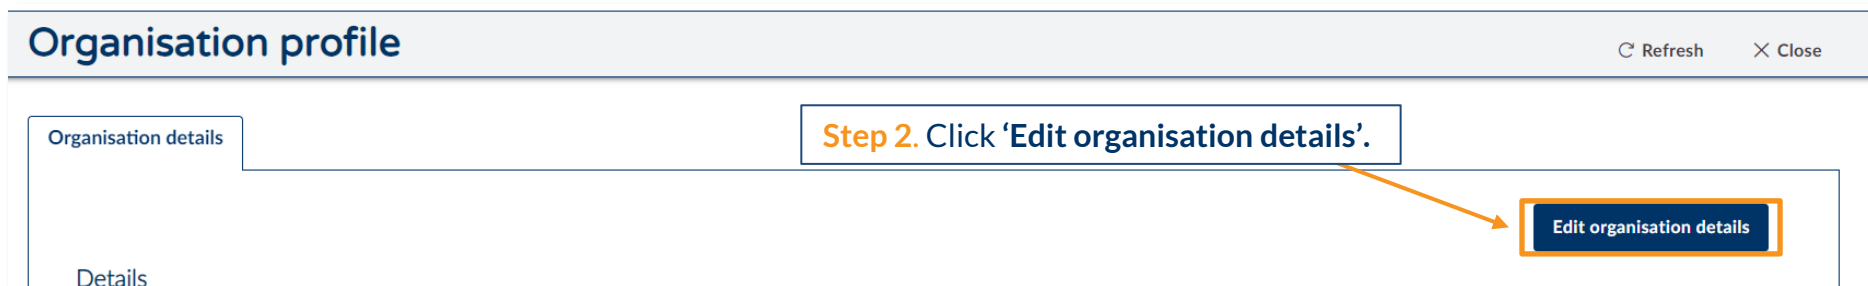 Organisation profile
Refresh
Close
Organisation details
Step 2. Click ‘Edit organisation details’.
Edit organisation details
Details